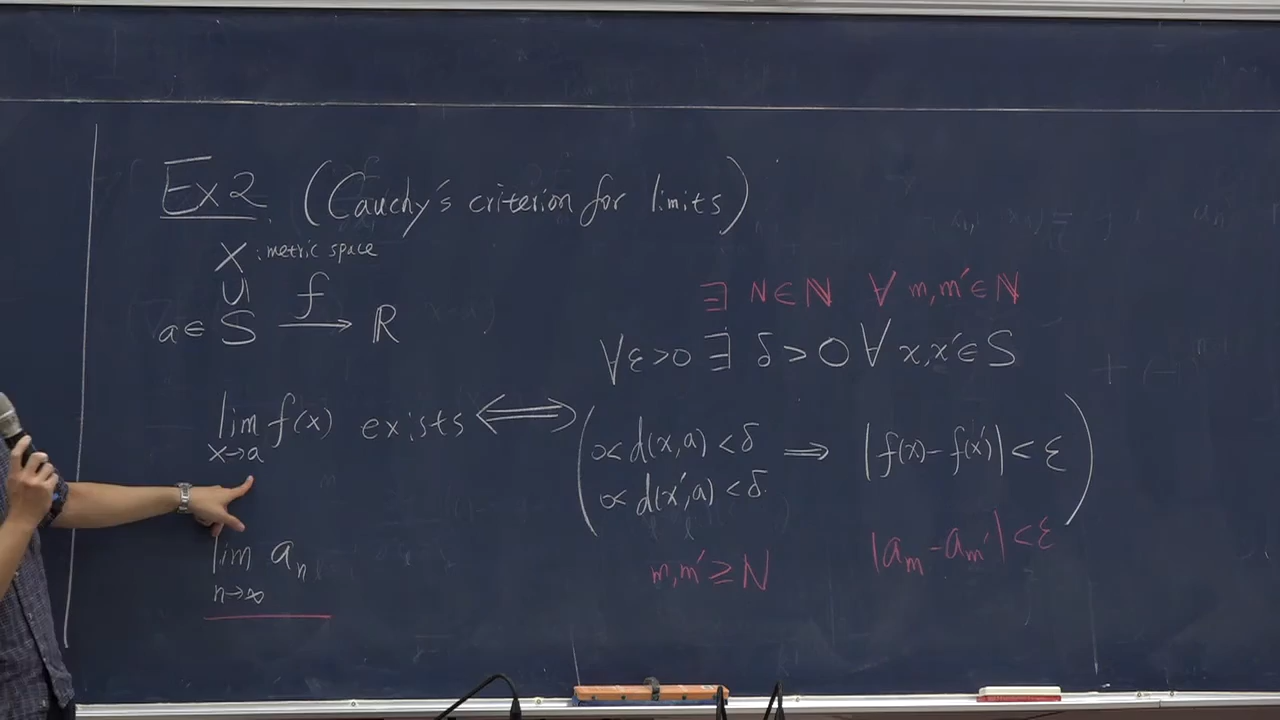 Ex2 (Cauchy's criterion for limits)
X : metric space
∪| f
a ∈ S ⟶ ℝ
∃ N∈ℕ ∀ m,m'∈ℕ
∀ε>0 ∃ δ>0 ∀ x,x'∈S
lim f(x) exists ⟺
x→a
0< d(x,a) <δ ⟹ |f(x)-f(x')| < ε
0< d(x',a) <δ
lim aₙ
n→∞
m,m' ≥ N
|aₘ - aₘ'| < ε